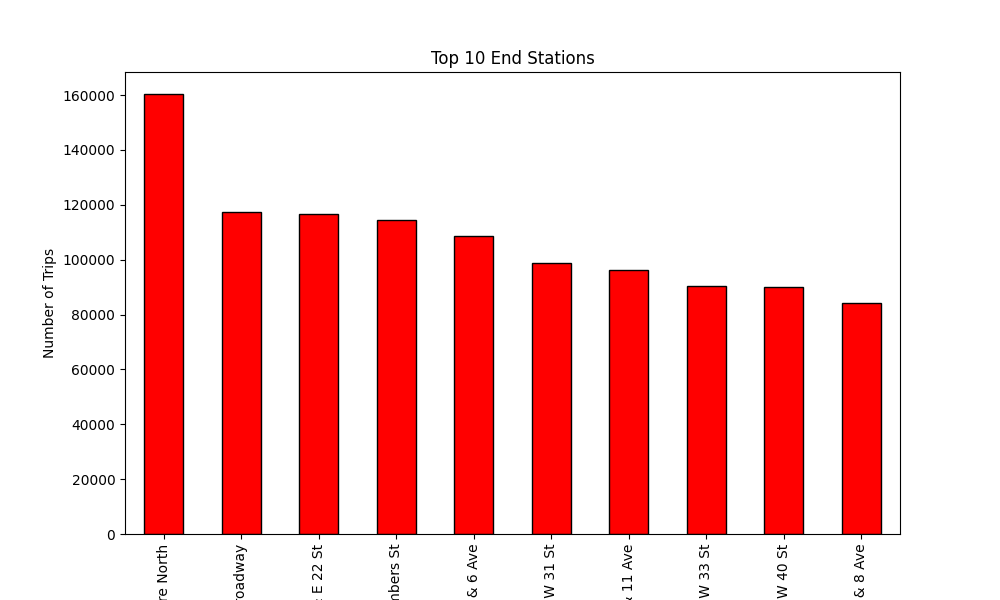 Top 10 End Stations
Number of Trips
160000
140000
120000
100000
80000
60000
40000
20000
0
re North
roadway
E 22 St
mbers St
& 6 Ave
W 31 St
11 Ave
W 33 St
W 40 St
& 8 Ave